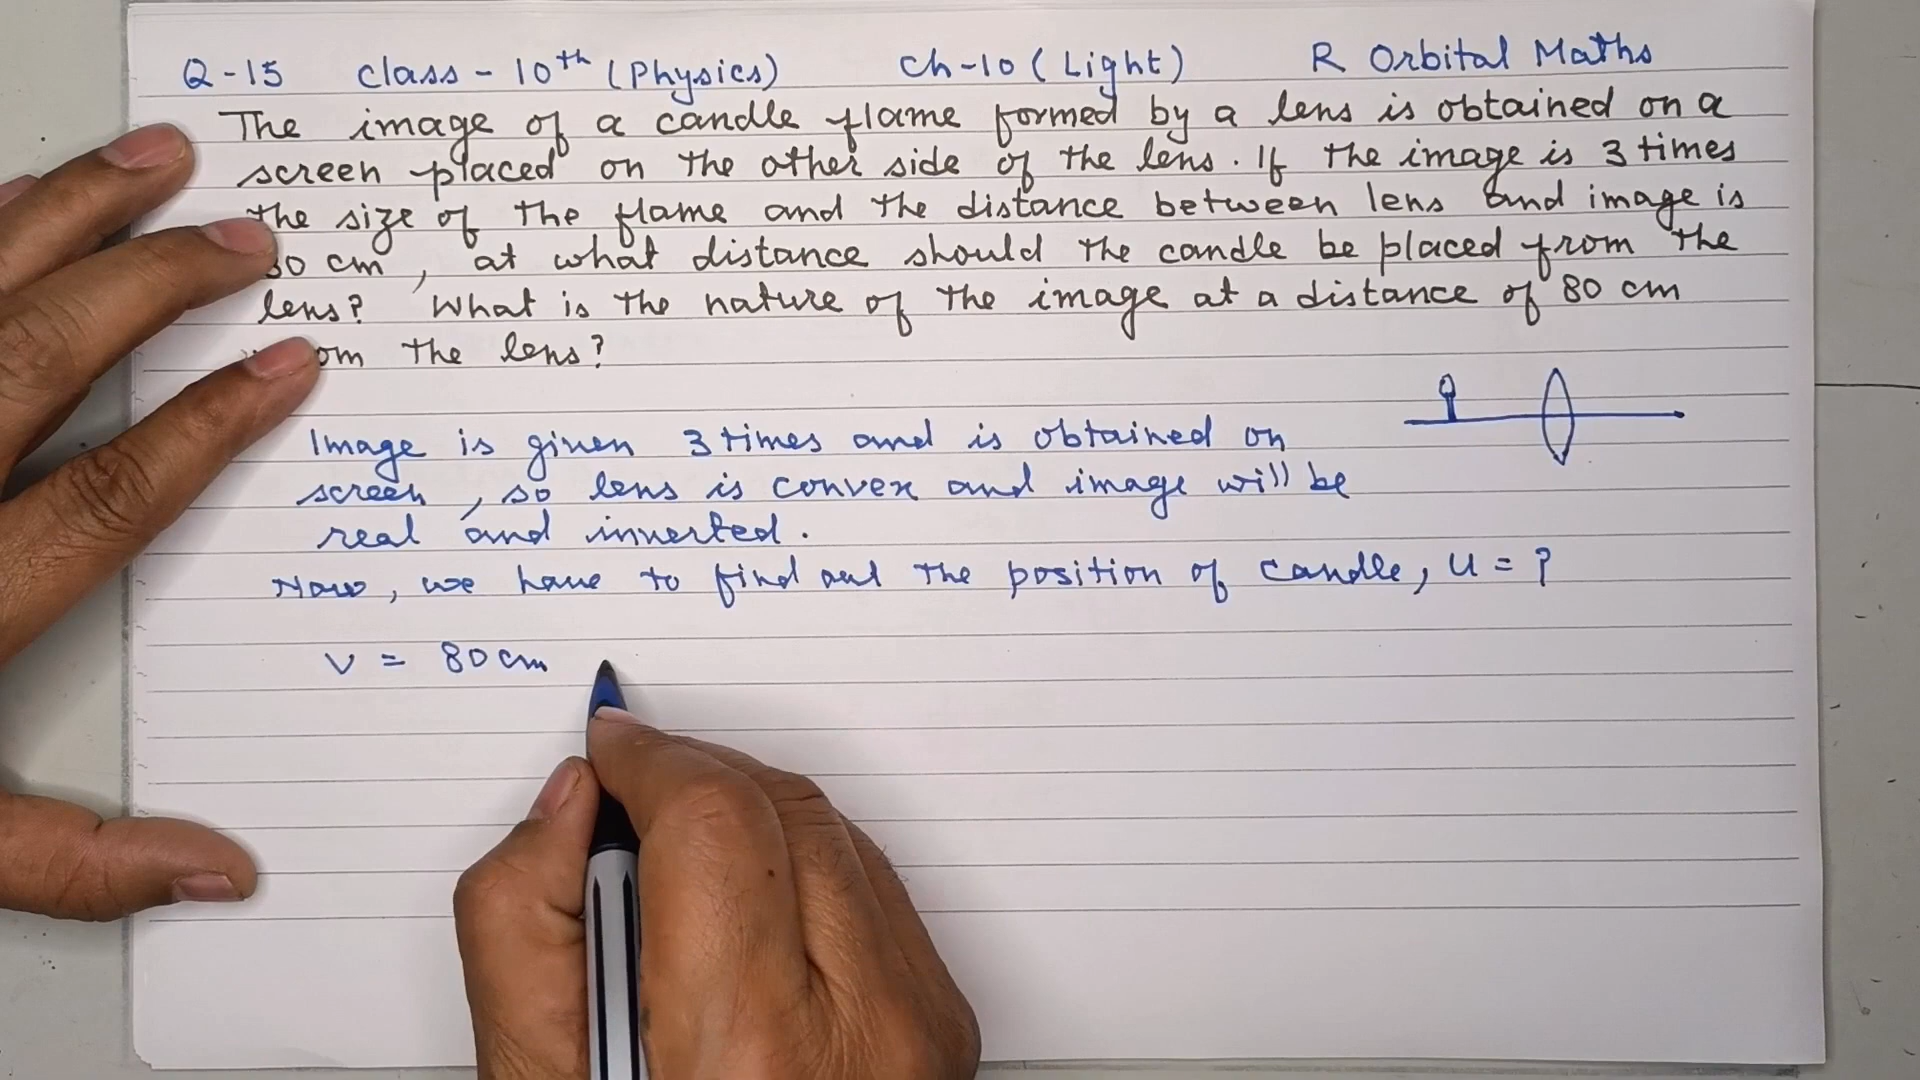 Q-15 Class - 10th (Physics) Ch-10 (Light) R Orbital Maths
The image of a candle flame formed by a lens is obtained on a
screen placed on the other side of the lens. If the image is 3 times
the size of the flame and the distance between lens and image is
80 cm, at what distance should the candle be placed from the
lens? What is the nature of the image at a distance of 80 cm
the lens?
Image is given 3 times and is obtained on
screen, so lens is convex and image will be
real and inverted.
Now, we have to find out the position of candle, u = ?
v = 80 cm